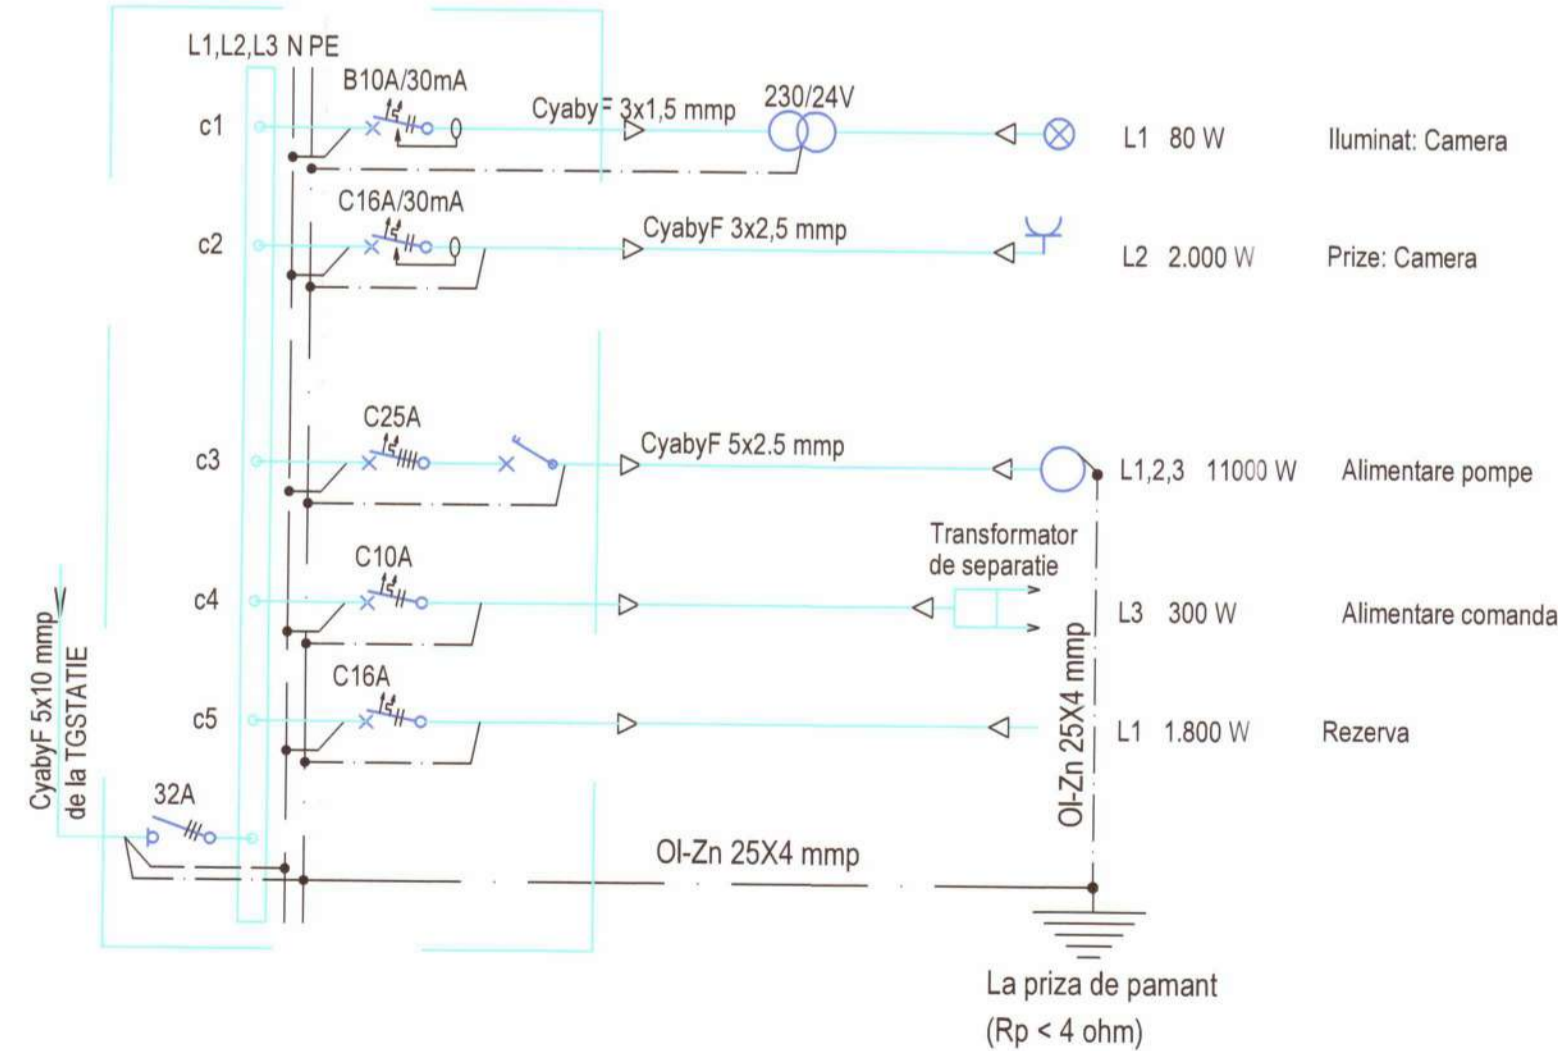 L1,L2,L3 N PE
B10A/30mA
c1
CyabyF 3x1,5 mmp
230/24V
L1 80 W
Iluminat: Camera
C16A/30mA
c2
CyabyF 3x2,5 mmp
L2 2.000 W
Prize: Camera
C25A
c3
CyabyF 5x2.5 mmp
L1,2,3 11000 W
Alimentare pompe
C10A
c4
Transformator
de separatie
L3 300 W
Alimentare comanda
C16A
c5
L1 1.800 W
Rezerva
CyabyF 5x10 mmp
de la TGSTATIE
32A
Ol-Zn 25X4 mmp
Ol-Zn 25X4 mmp
La priza de pamant
(Rp < 4 ohm)